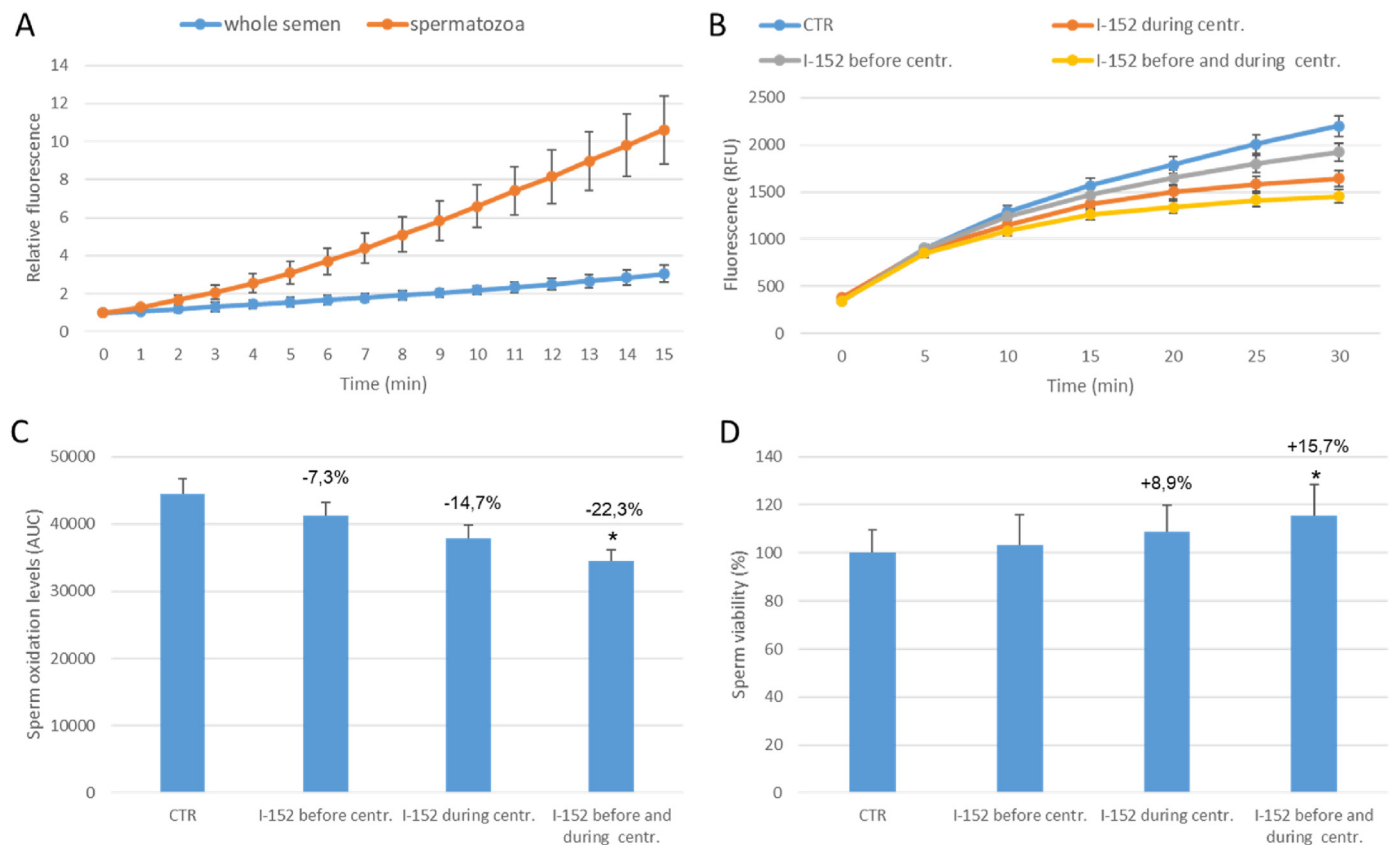 A
whole semen
spermatozoa
Relative fluorescence
14
12
10
8
6
4
2
0
0 1 2 3 4 5 6 7 8 9 10 11 12 13 14 15
Time (min)
B
CTR
I-152 during centr.
I-152 before centr.
I-152 before and during centr.
Fluorescence (RFU)
2500
2000
1500
1000
500
0
0 5 10 15 20 25 30
Time (min)
C
Sperm oxidation levels (AUC)
50000
40000
30000
20000
10000
0
-7,3%
-14,7%
-22,3%
*
CTR
I-152 before centr.
I-152 during centr.
I-152 before and
during centr.
D
Sperm viability (%)
140
120
100
80
60
40
20
0
+8,9%
+15,7%
*
CTR
I-152 before centr.
I-152 during centr.
I-152 before and
during centr.